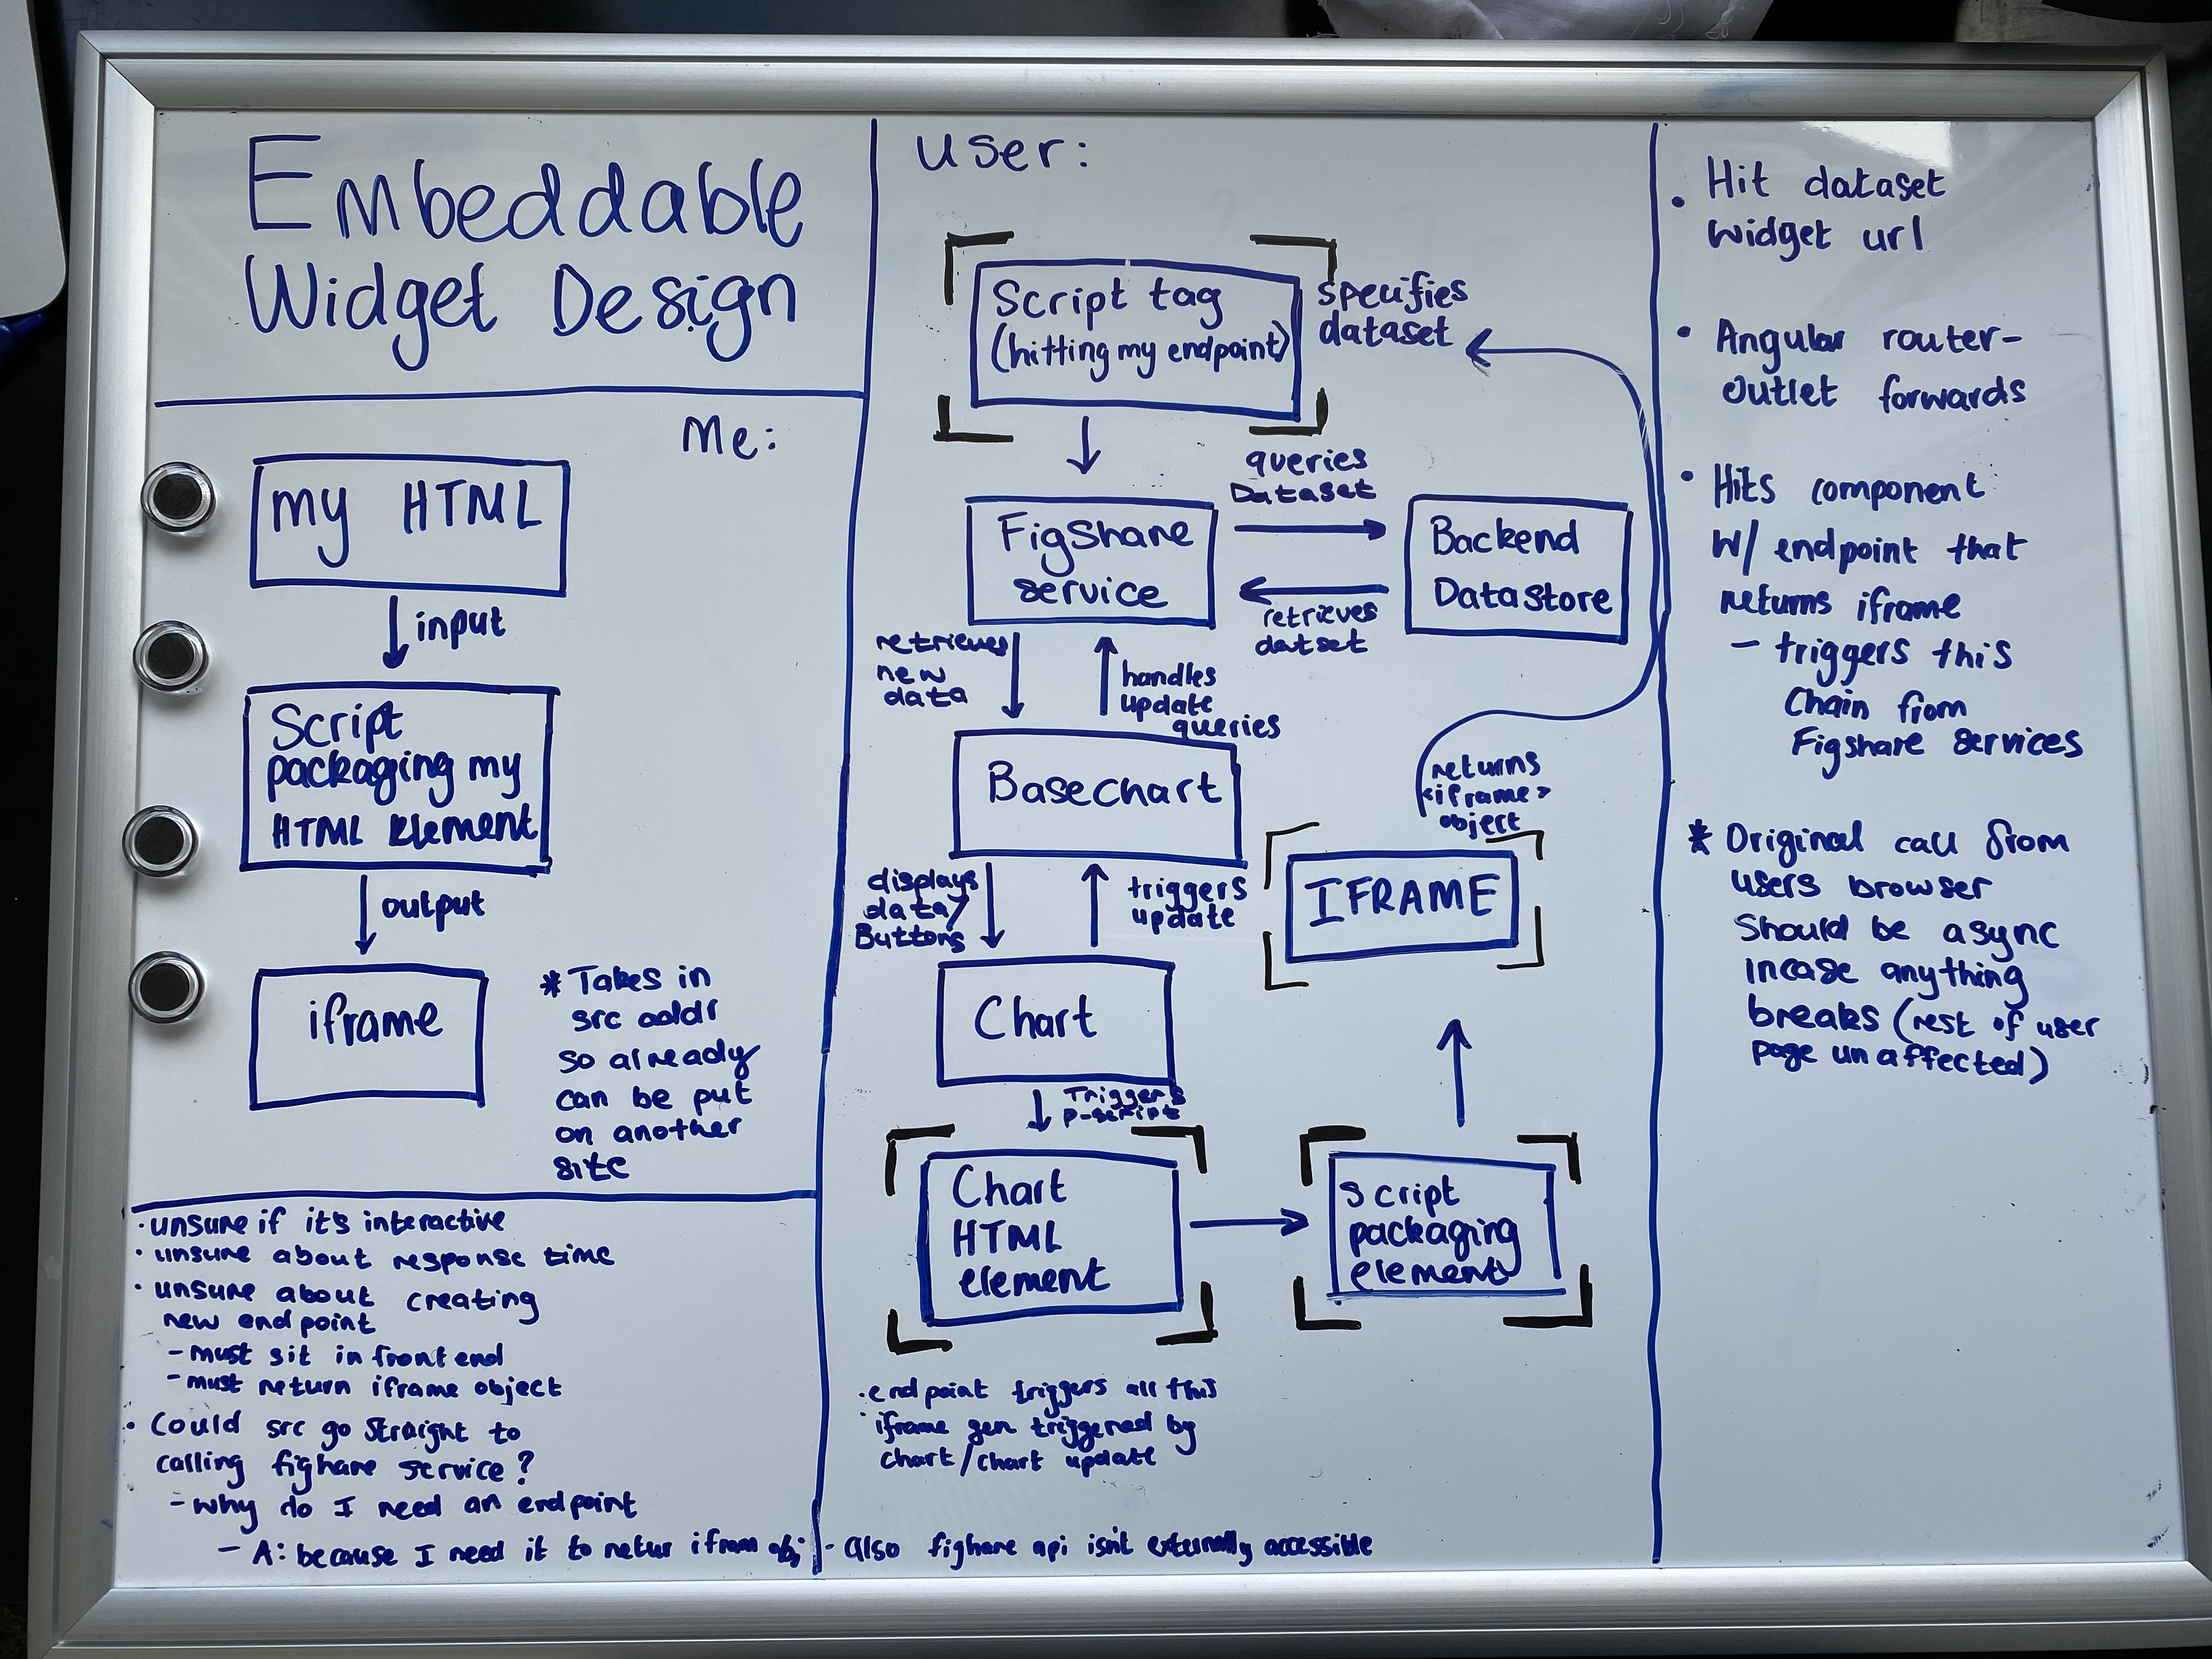 Embeddable
Widget Design
Me:
my HTML
↓ input
Script
packaging my
HTML element
↓ output
iframe
* Takes in
src addr
so already
can be put
on another
site
· unsure if it's interactive
· unsure about response time
· unsure about creating
new endpoint
- must sit in frontend
- must return iframe object
· Could src go straight to
calling fighare service?
- why do I need an endpoint
- A: because I need it to retur ifram obj
- also fighare api isn't externally accessible
User:
Script tag
(hitting my endpoint)
specifies
dataset
FigShare
service
queries
Dataset
retrieves
dataset
Backend
Datastore
retrieves
new
data
handles
update
queries
Basechart
displays
data/
Buttons
triggers
update
Chart
Triggers
p-script
Chart
HTML
element
Script
packaging
element
IFRAME
returns
<iframe>
object
· endpoint triggers all this
· iframe gen triggered by
chart/chart update
· Hit dataset
widget url
· Angular router-
outlet forwards
· Hits component
w/ endpoint that
returns iframe
- triggers this
Chain from
Figshare services
* Original call from
users browser
Should be async
incase anything
breaks (rest of user
page unaffected)